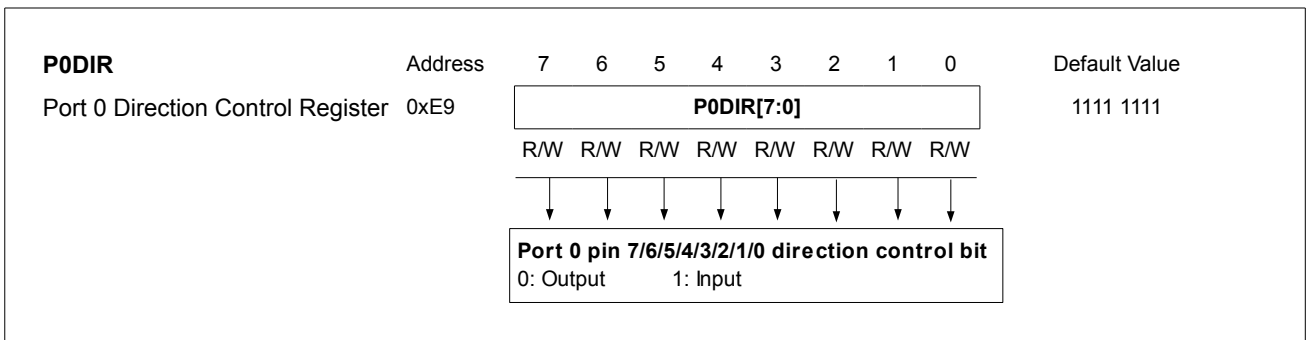 P0DIR Address 7 6 5 4 3 2 1 0 Default Value
Port 0 Direction Control Register 0xE9 P0DIR[7:0] 1111 1111
R/W R/W R/W R/W R/W R/W R/W R/W
Port 0 pin 7/6/5/4/3/2/1/0 direction control bit
0: Output 1: Input